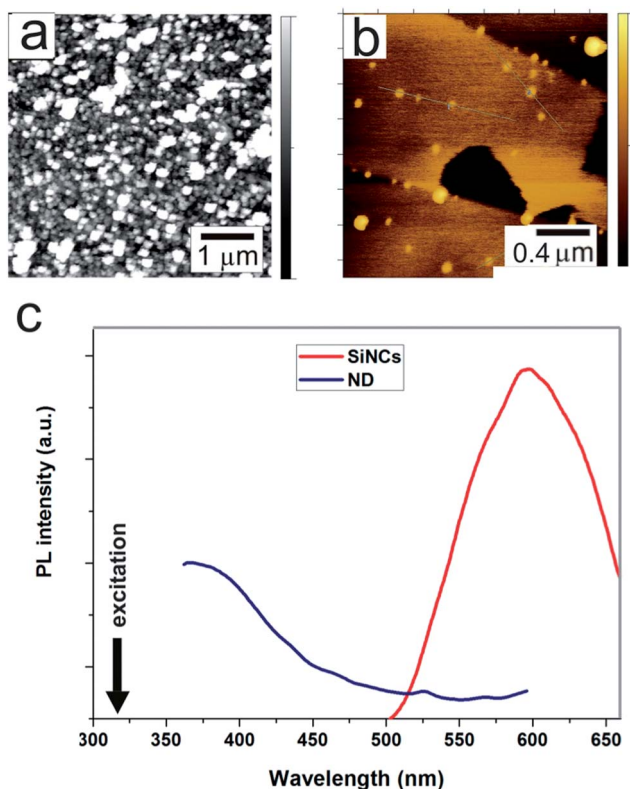 a
1 μm
b
0.4 μm
c
SiNCs
ND
PL intensity (a.u.)
excitation
300 350 400 450 500 550 600 650
Wavelength (nm)